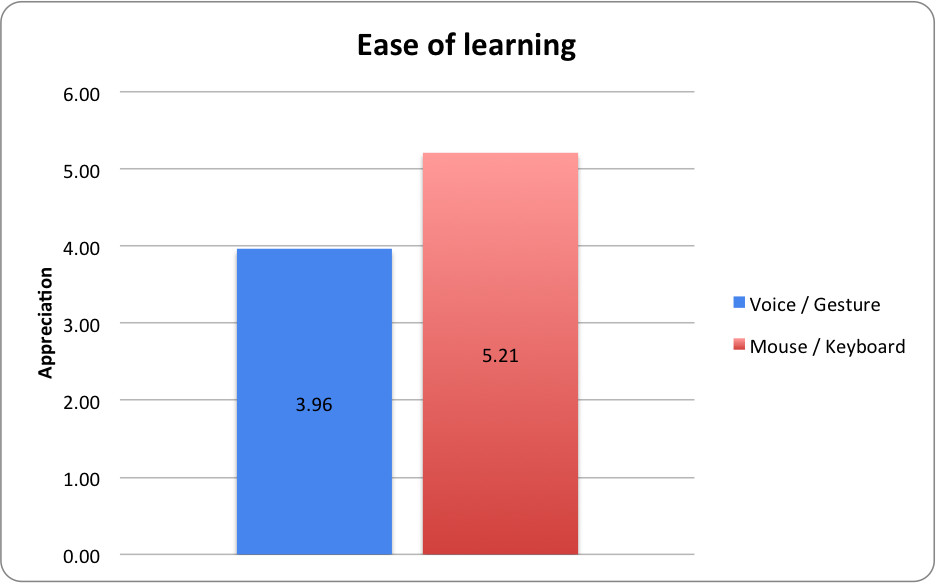 Ease of learning
6.00
5.00
4.00
3.00
2.00
1.00
0.00
Appreciation
3.96
5.21
Voice / Gesture
Mouse / Keyboard